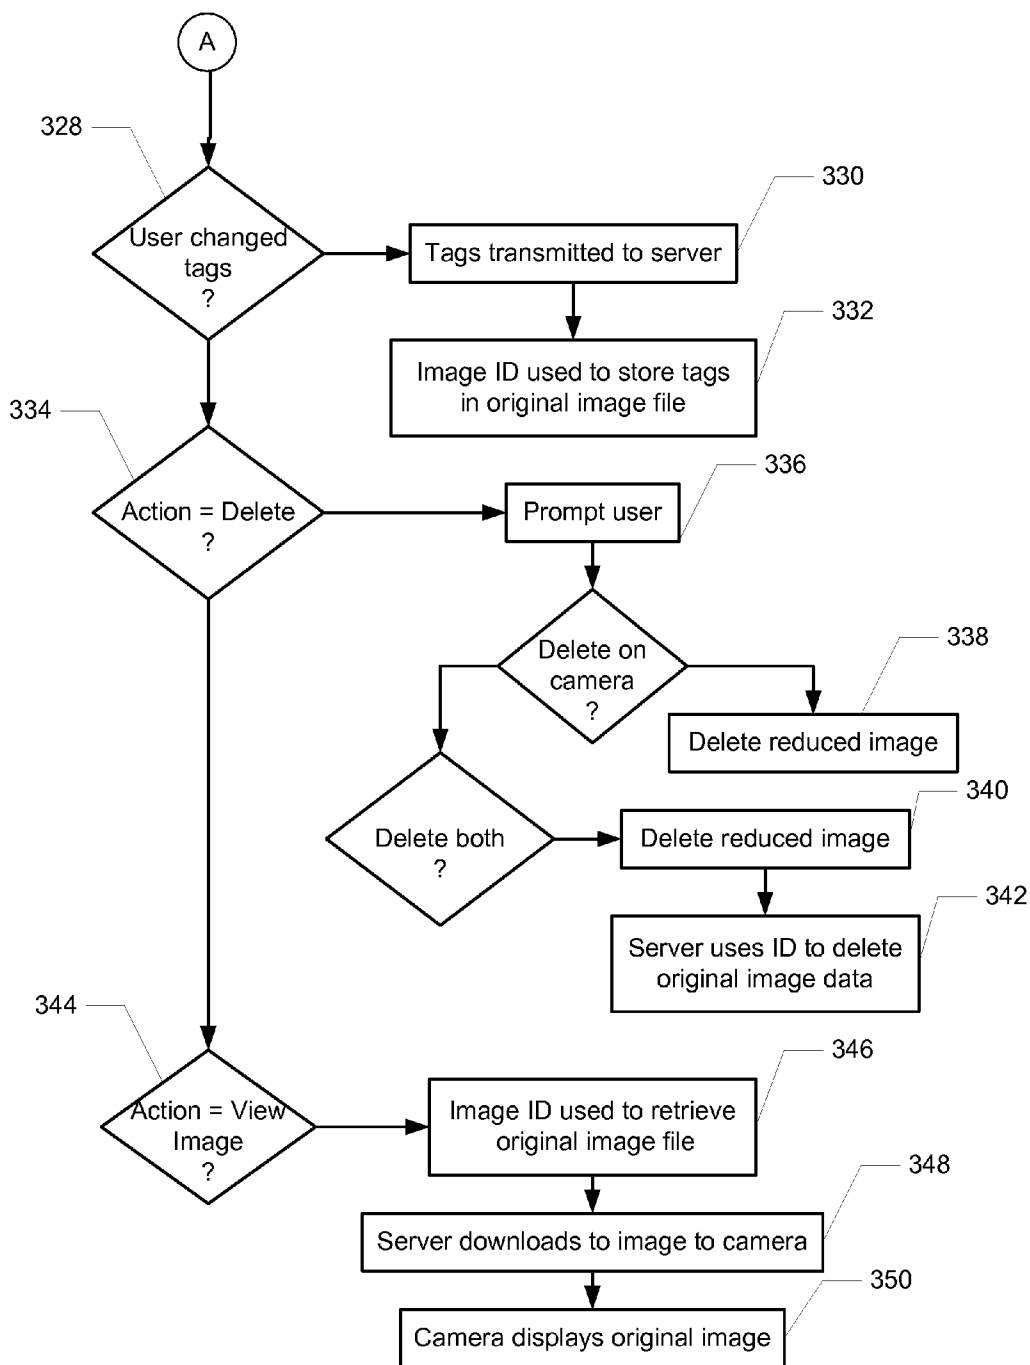 A
328
User changed
tags
?
330
Tags transmitted to server
332
Image ID used to store tags
in original image file
334
Action = Delete
?
336
Prompt user
Delete on
camera
?
338
Delete reduced image
Delete both
?
340
Delete reduced image
342
Server uses ID to delete
original image data
344
Action = View
Image
?
346
Image ID used to retrieve
original image file
348
Server downloads to image to camera
350
Camera displays original image